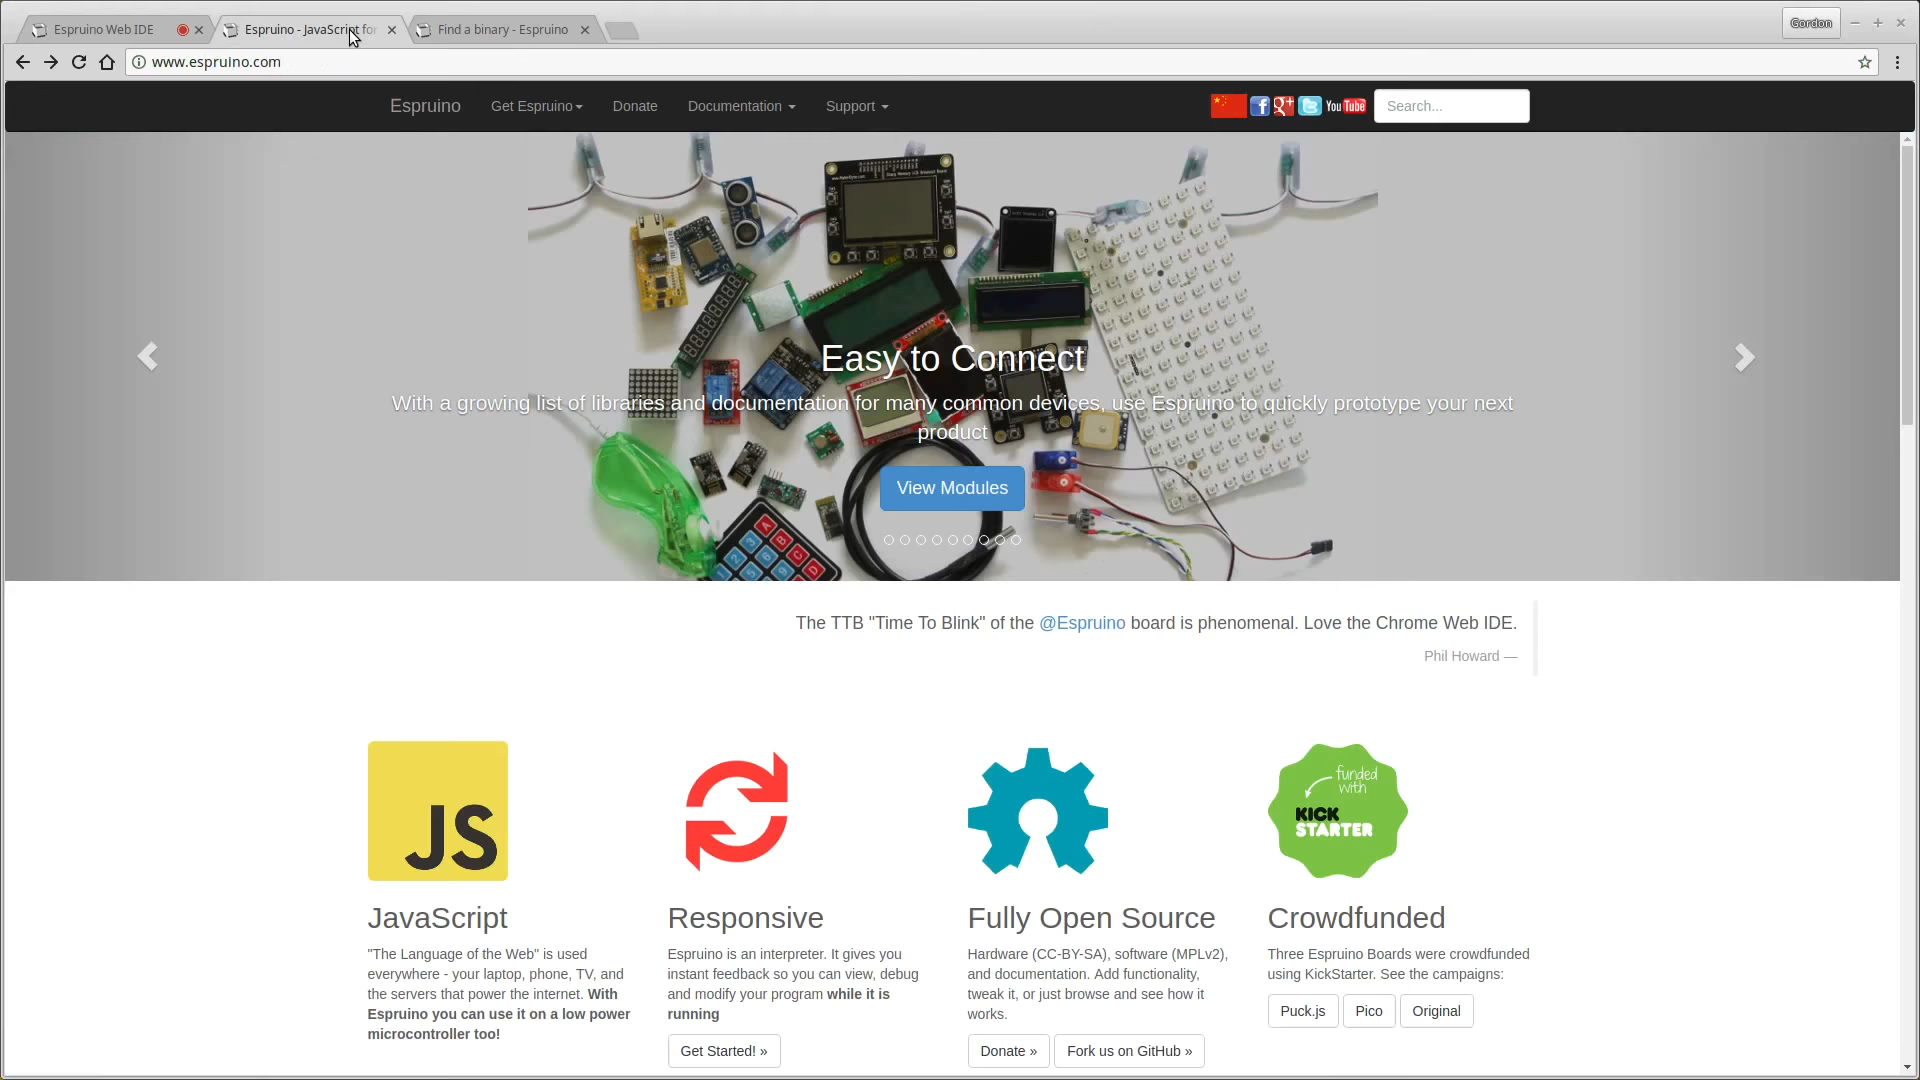 Espruino Web IDE
Espruino - JavaScript for
Find a binary - Espruino
Gordon
www.espruino.com
Espruino
Get Espruino
Donate
Documentation
Support
You Tube
Search...
Easy to Connect
With a growing list of libraries and documentation for many common devices, use Espruino to quickly prototype your next
product
View Modules
The TTB "Time To Blink" of the @Espruino board is phenomenal. Love the Chrome Web IDE.
Phil Howard —
JS
funded
with
KICK
STARTER
JavaScript
"The Language of the Web" is used
everywhere - your laptop, phone, TV, and
the servers that power the internet. With
Espruino you can use it on a low power
microcontroller too!
Responsive
Espruino is an interpreter. It gives you
instant feedback so you can view, debug
and modify your program while it is
running
Get Started! »
Fully Open Source
Hardware (CC-BY-SA), software (MPLv2),
and documentation. Add functionality,
tweak it, or just browse and see how it
works.
Donate »
Fork us on GitHub »
Crowdfunded
Three Espruino Boards were crowdfunded
using KickStarter. See the campaigns:
Puck.js
Pico
Original